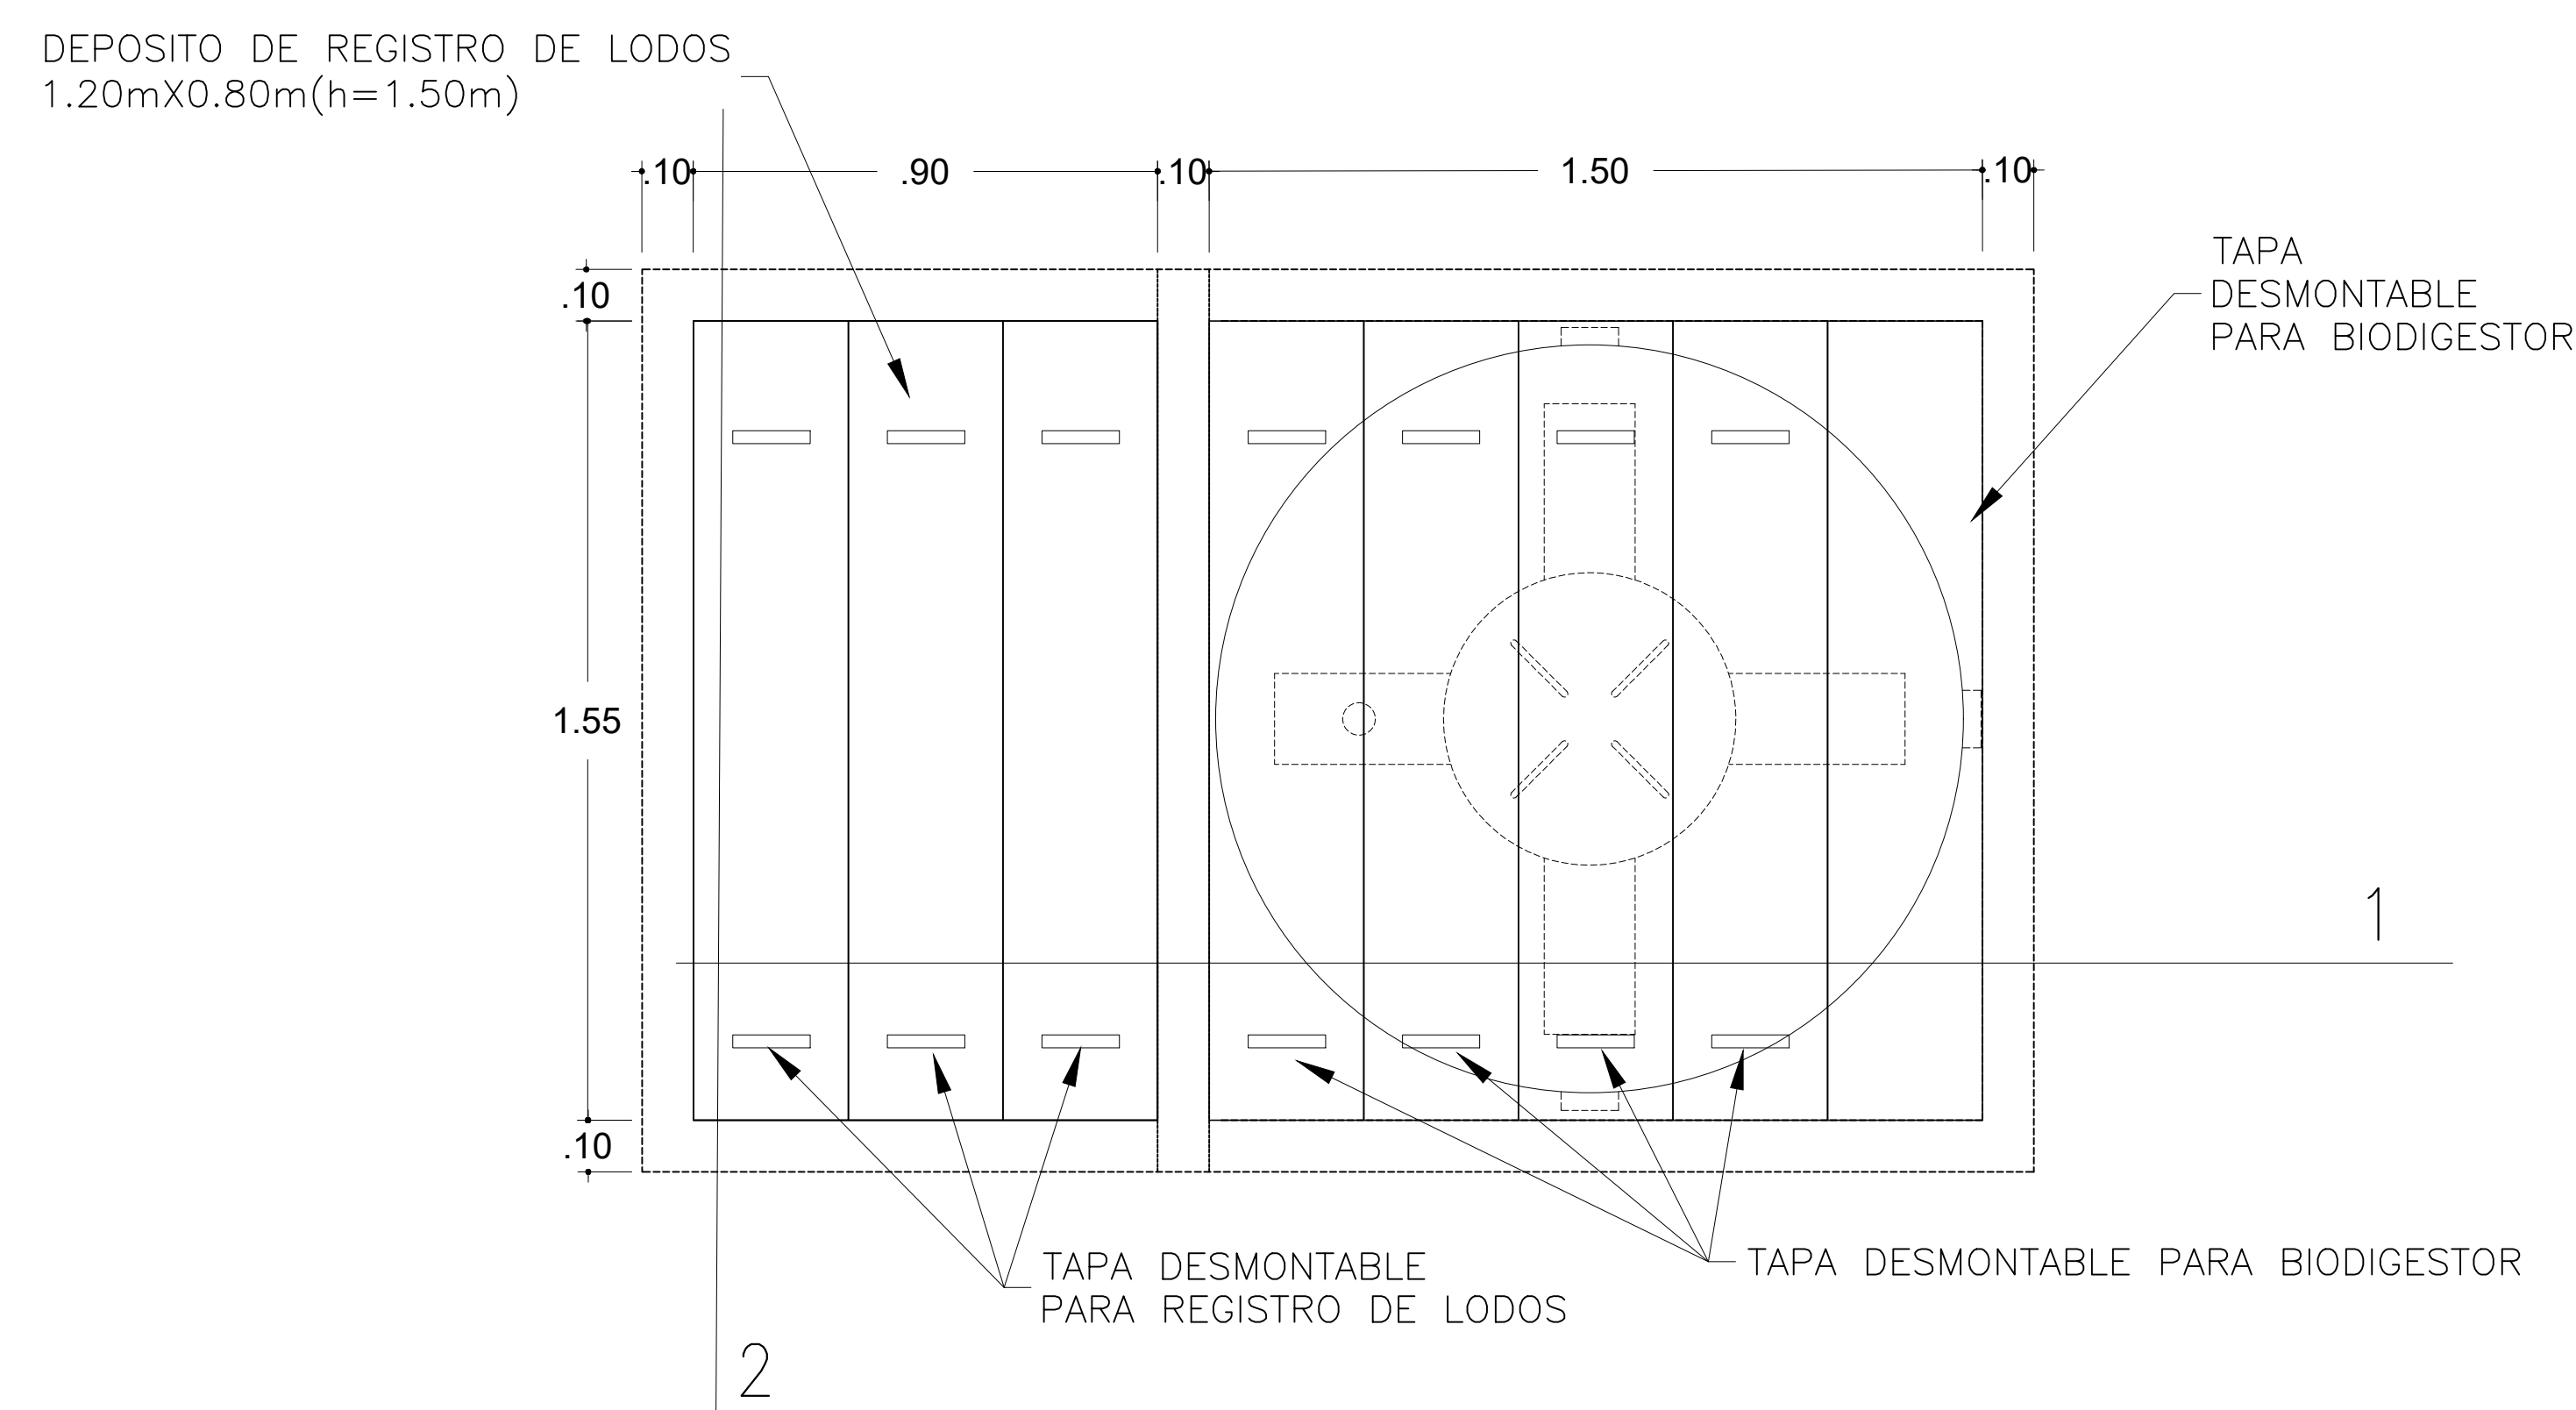 DEPOSITO DE REGISTRO DE LODOS
1.20mX0.80m(h=1.50m)
.10
.90
.10
1.50
.10
TAPA
DESMONTABLE
PARA BIODIGESTOR
.10
1.55
1
.10
TAPA DESMONTABLE
PARA REGISTRO DE LODOS
TAPA DESMONTABLE PARA BIODIGESTOR
2